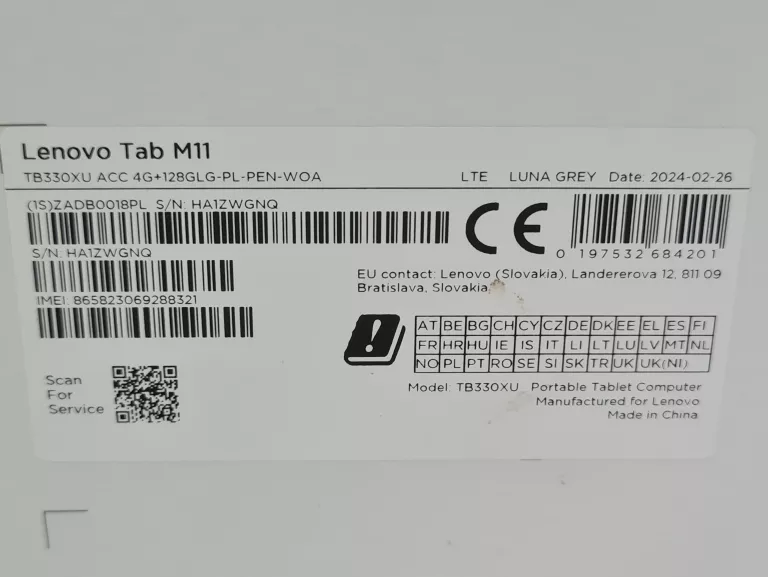 Lenovo Tab M11
TB330XU ACC 4G+128GLG-PL-PEN-WOA LTE LUNA GREY Date: 2024-02-26
(1S)ZADB0018PL S/N: HA1ZWGNQ
S/N: HA1ZWGNQ
IMEI: 865823069288321
CE
0 197532 684201
EU contact: Lenovo (Slovakia), Landererova 12, 811 09
Bratislava, Slovakia
AT BE BG CH CY CZ DE DK EE EL ES FI
FR HR HU IE IS IT LI LT LU LV MT NL
NO PL PT RO SE SI SK TR UK UK(NI)
Scan
For
Service
Model: TB330XU Portable Tablet Computer
Manufactured for Lenovo
Made in China